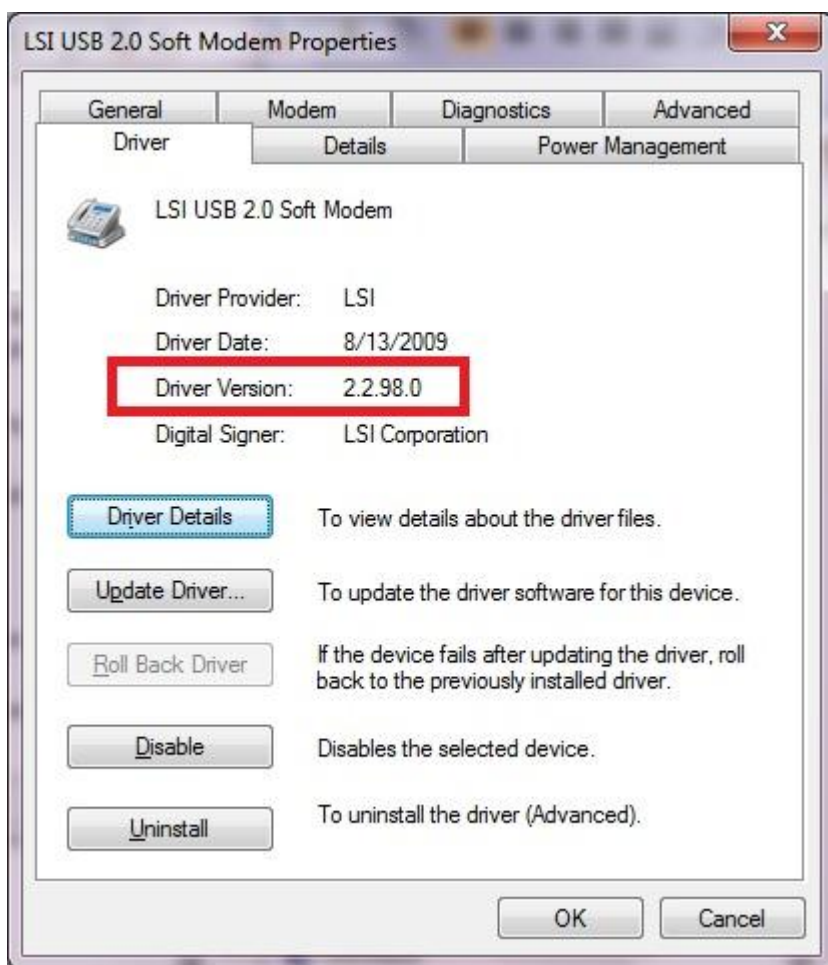 LSI USB 2.0 Soft Modem Properties
General Modem Diagnostics Advanced
Driver Details Power Management
LSI USB 2.0 Soft Modem
Driver Provider: LSI
Driver Date: 8/13/2009
Driver Version: 2.2.98.0
Digital Signer: LSI Corporation
Driver Details To view details about the driver files.
Update Driver... To update the driver software for this device.
Roll Back Driver If the device fails after updating the driver, roll
back to the previously installed driver.
Disable Disables the selected device.
Uninstall To uninstall the driver (Advanced).
OK Cancel